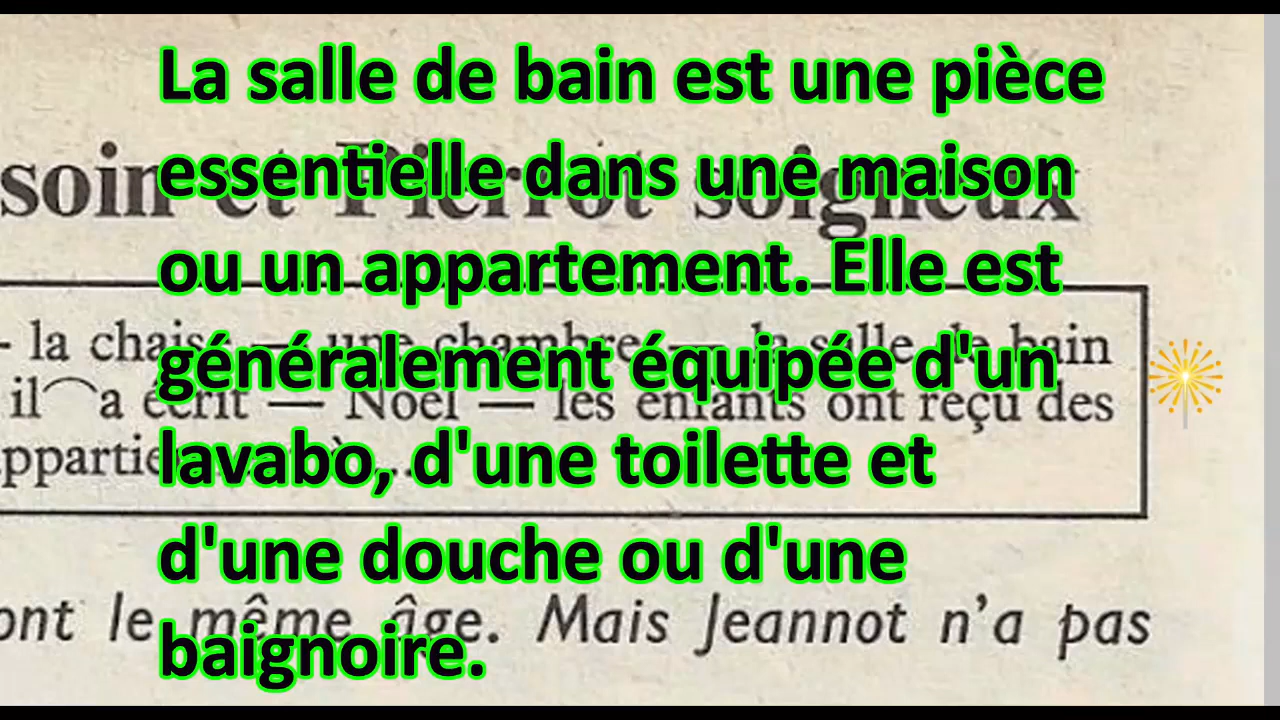 La salle de bain est une pièce
essentielle dans une maison
soin et Pierrot soigneux
ou un appartement. Elle est
la chaise — une chambre — la salle de bain
généralement équipée d'un
il a écrit — Noël — les enfants ont reçu des
lavabo, d'une toilette et
d'une douche ou d'une
ont le même âge. Mais Jeannot n'a pas
baignoire.